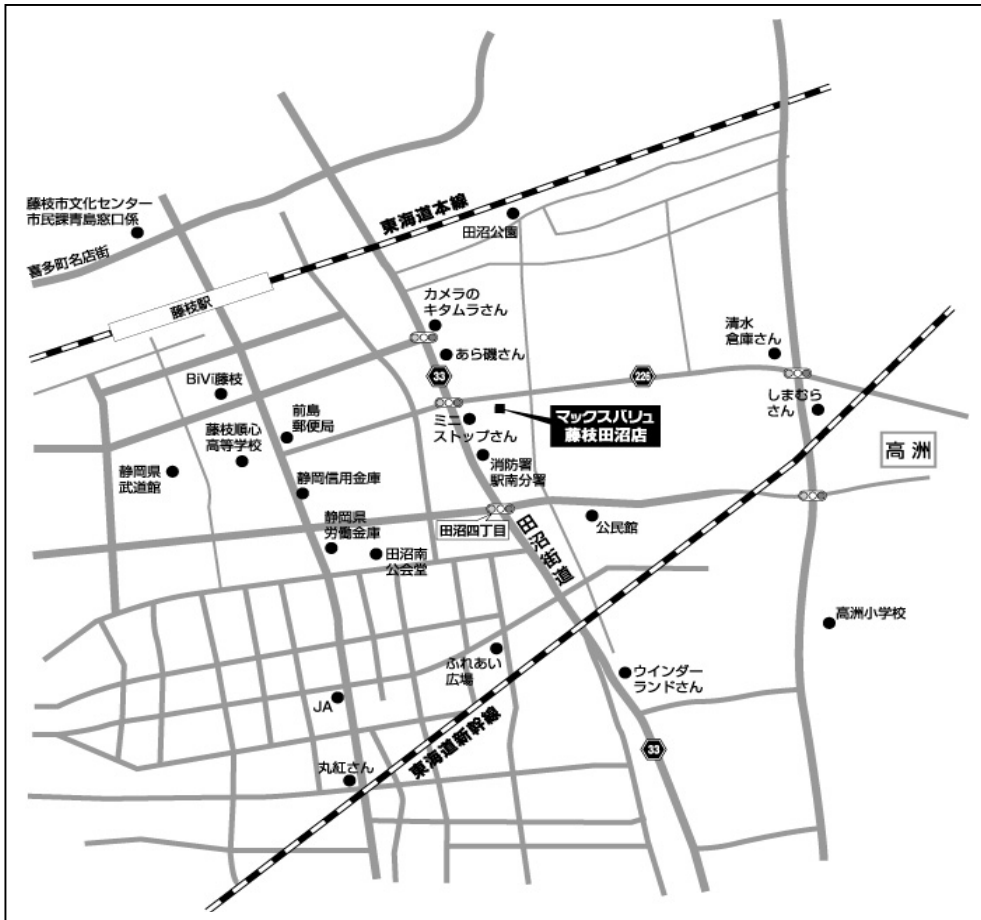 藤枝市文化センター
市民課青島窓口係
喜多町名店街
藤枝駅
東海道本線
田沼公園
カメラの
キタムラさん
あら磯さん
33
226
清水
倉庫さん
しまむら
さん
BiVi藤枝
前島
郵便局
ミニ
ストップさん
マックスバリュ
藤枝田沼店
高洲
藤枝順心
高等学校
静岡県
武道館
静岡信用金庫
消防署
駅南分署
静岡県
労働金庫
田沼南
公会堂
田沼四丁目
公民館
田沼街道
高洲小学校
ふれあい
広場
ウインダー
ランドさん
JA
東海道新幹線
33
丸紅さん